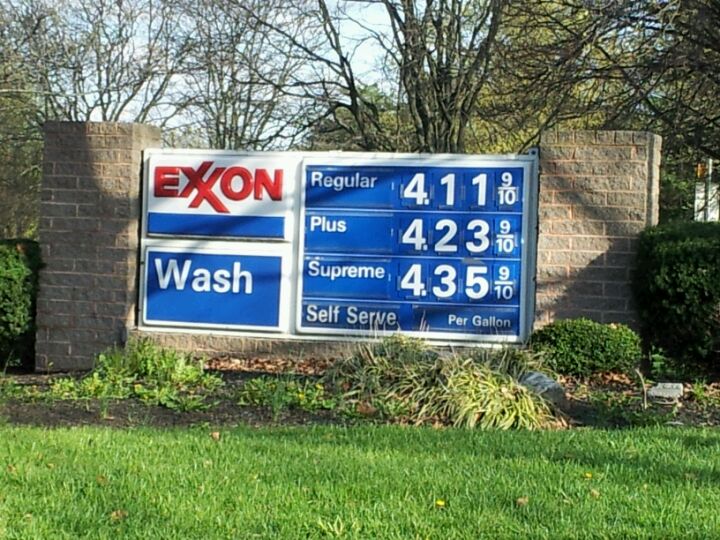 EXXON
Wash
Regular 4.11 9/10
Plus 4.23 9/10
Supreme 4.35 9/10
Self Serve Per Gallon